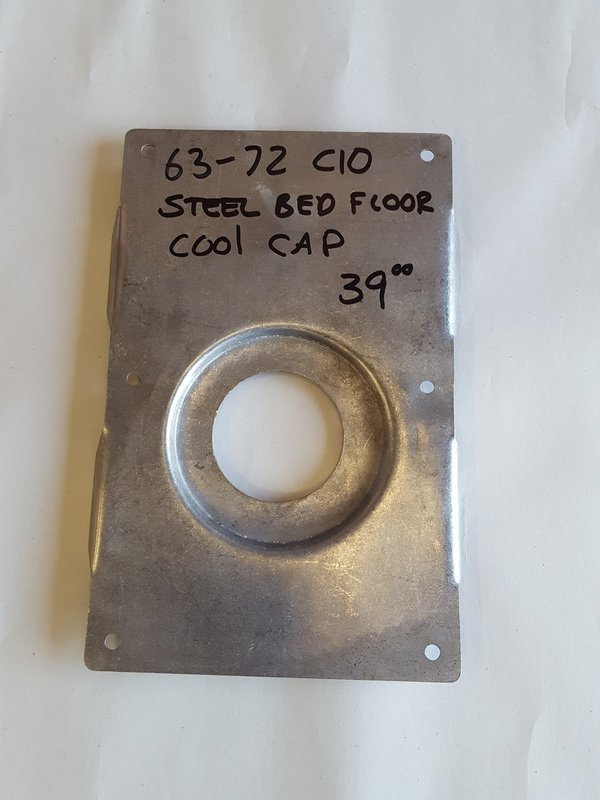 63-72 C10
STEEL BED FLOOR
COOL CAP
39⁰⁰